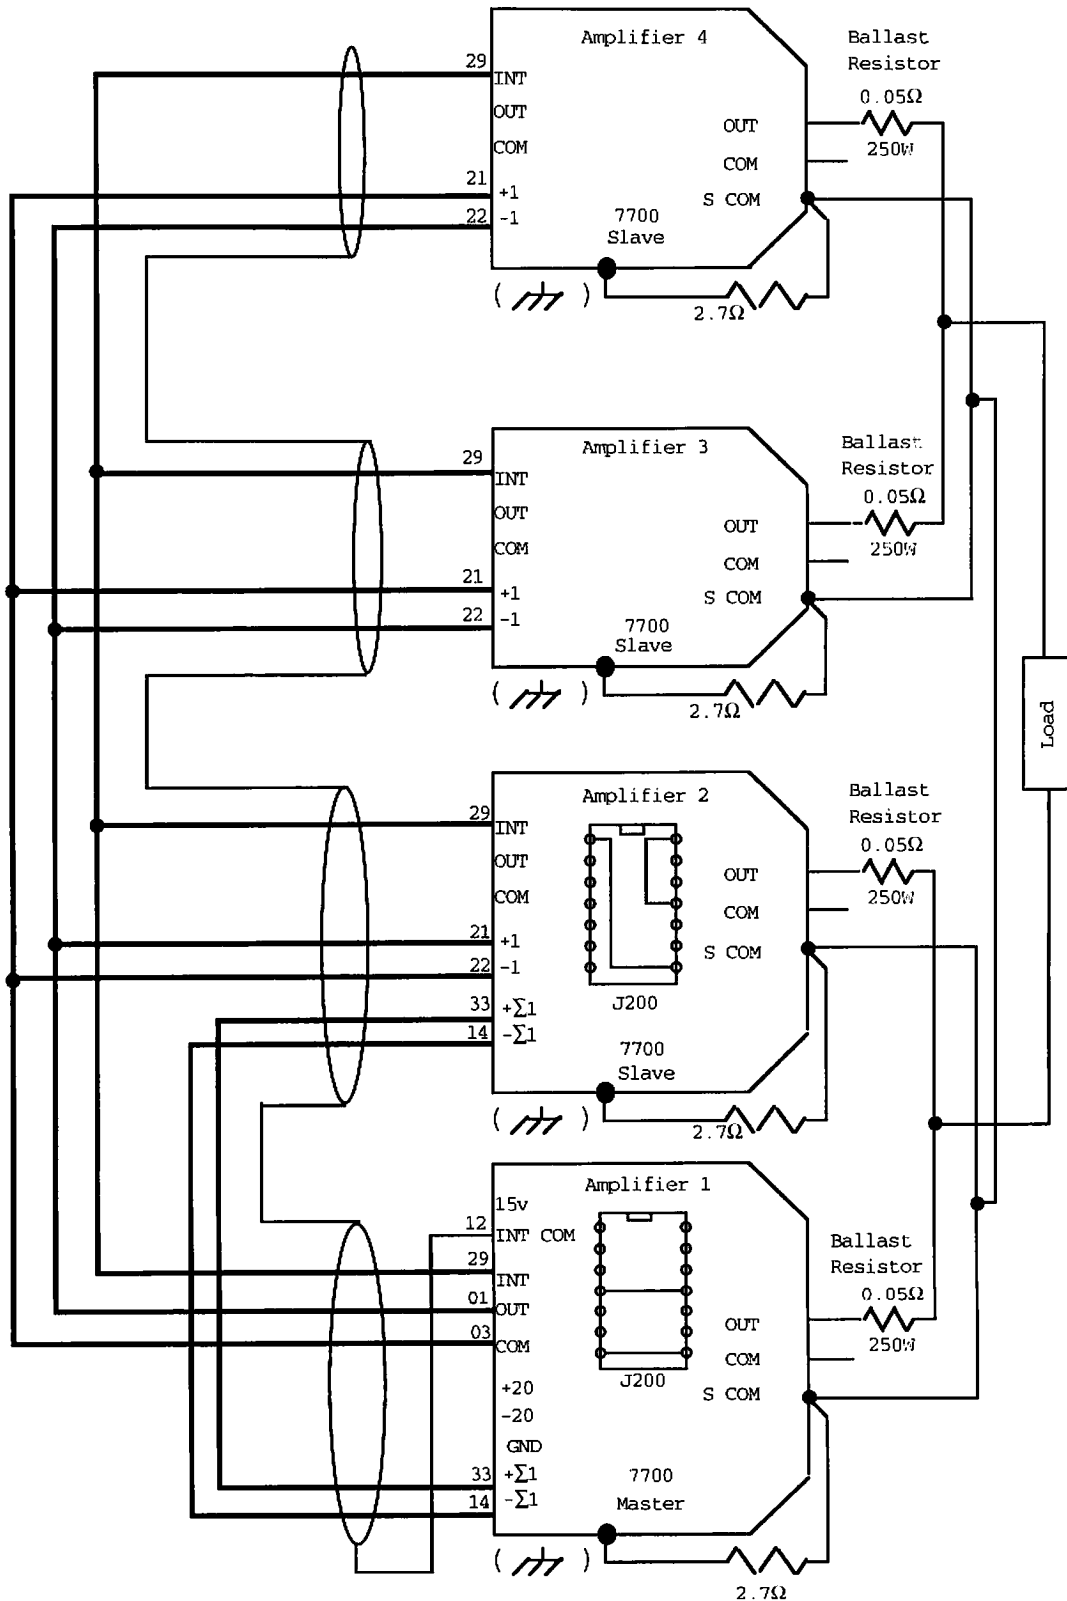 Amplifier 4
Ballast
Resistor
0.05Ω
250W
29
INT
OUT
COM
21
+1
22
-1
OUT
COM
S COM
7700
Slave
( )
2.7Ω
Amplifier 3
Ballast
Resistor
0.05Ω
250W
29
INT
OUT
COM
21
+1
22
-1
OUT
COM
S COM
7700
Slave
( )
2.7Ω
Load
Amplifier 2
Ballast
Resistor
0.05Ω
250W
29
INT
OUT
COM
21
+1
22
-1
33
+Σ1
14
-Σ1
OUT
COM
S COM
J200
7700
Slave
( )
2.7Ω
Amplifier 1
Ballast
Resistor
0.05Ω
250W
15v
12
INT COM
29
INT
01
OUT
03
COM
+20
-20
GND
33
+Σ1
14
-Σ1
OUT
COM
S COM
J200
7700
Master
( )
2.7Ω